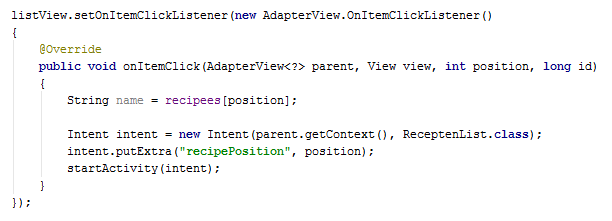 listView.setOnItemClickListener(new AdapterView.OnItemClickListener()
{
    @Override
    public void onItemClick(AdapterView<?> parent, View view, int position, long id)
    {
        String name = recipees[position];

        Intent intent = new Intent(parent.getContext(), ReceptenList.class);
        intent.putExtra("recipePosition", position);
        startActivity(intent);
    }
});